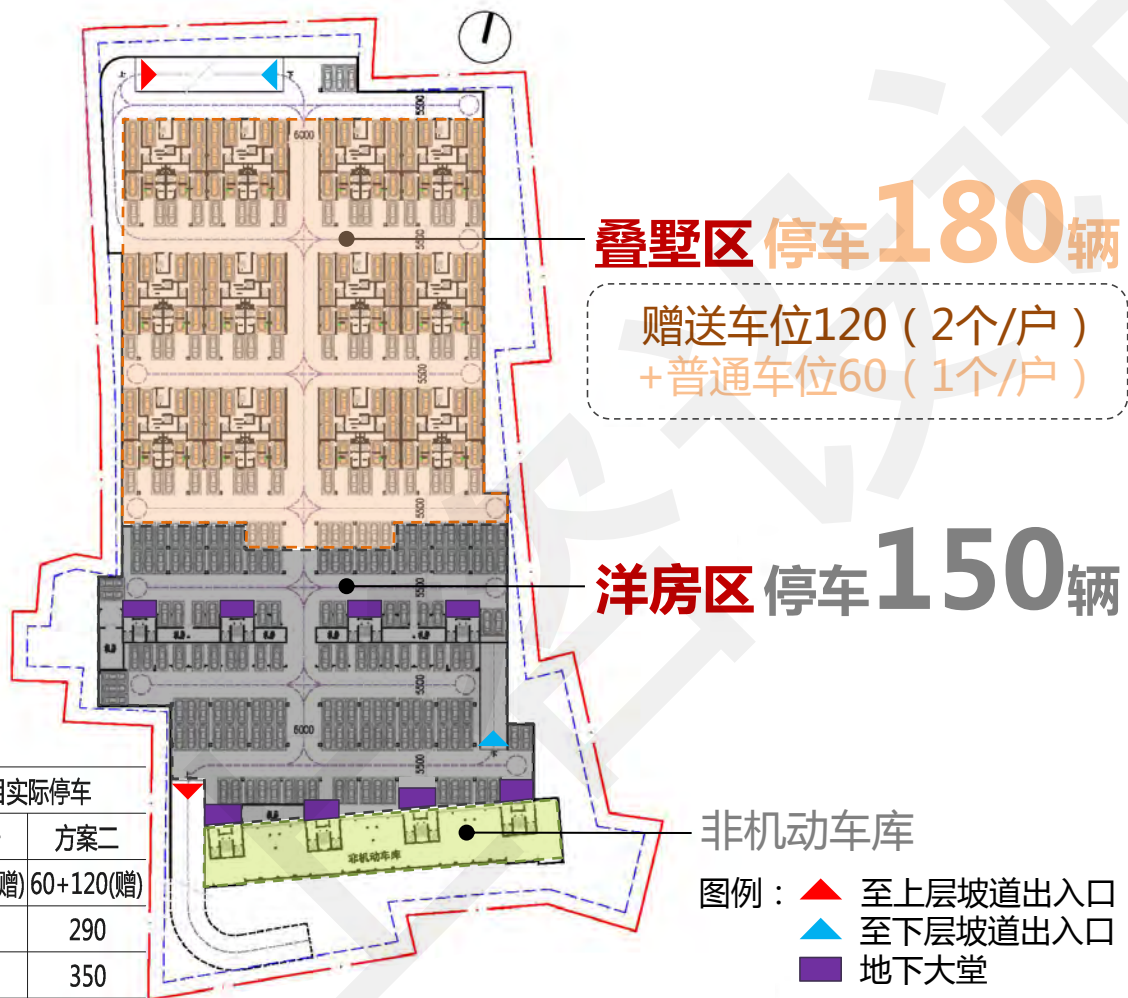 上
下
5500
6000
5500
5500
5500
5500
5500
6000
5500
叠墅区 停车180辆
赠送车位120（2个/户）
+普通车位60（1个/户）
洋房区 停车150辆
非机动车库
非机动车库
图例：
至上层坡道出入口
至下层坡道出入口
地下大堂
实际停车
方案二
赠) 60+120(赠)
290
350